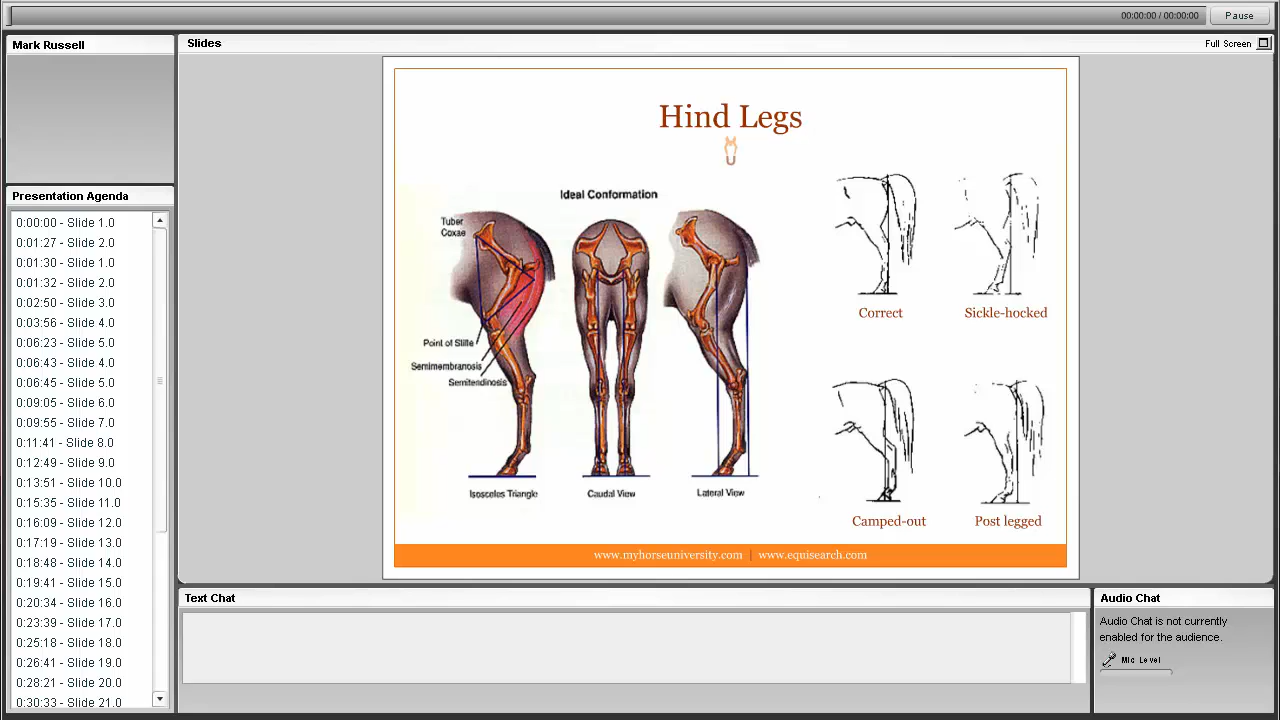 00:00:00 / 00:00:00
Pause
Mark Russell
Slides
Full Screen
Presentation Agenda
0:00:00 - Slide 1.0
0:01:27 - Slide 2.0
0:01:30 - Slide 1.0
0:01:32 - Slide 2.0
0:02:50 - Slide 3.0
0:03:56 - Slide 4.0
0:06:23 - Slide 5.0
0:06:43 - Slide 4.0
0:06:45 - Slide 5.0
0:09:05 - Slide 6.0
0:09:55 - Slide 7.0
0:11:41 - Slide 8.0
0:12:49 - Slide 9.0
0:13:51 - Slide 10.0
0:15:35 - Slide 11.0
0:16:09 - Slide 12.0
0:17:19 - Slide 13.0
0:18:48 - Slide 14.0
0:19:41 - Slide 15.0
0:20:34 - Slide 16.0
0:23:39 - Slide 17.0
0:25:18 - Slide 18.0
0:26:41 - Slide 19.0
0:28:21 - Slide 20.0
0:30:33 - Slide 21.0
Hind Legs
Ideal Conformation
Tuber
Coxae
Point of Stifle
Semimembranosis
Semitendinosis
Isosceles Triangle
Caudal View
Lateral View
Correct
Sickle-hocked
Camped-out
Post legged
www.myhorseuniversity.com | www.equisearch.com
Text Chat
Audio Chat
Audio Chat is not currently
enabled for the audience.
Mic Level